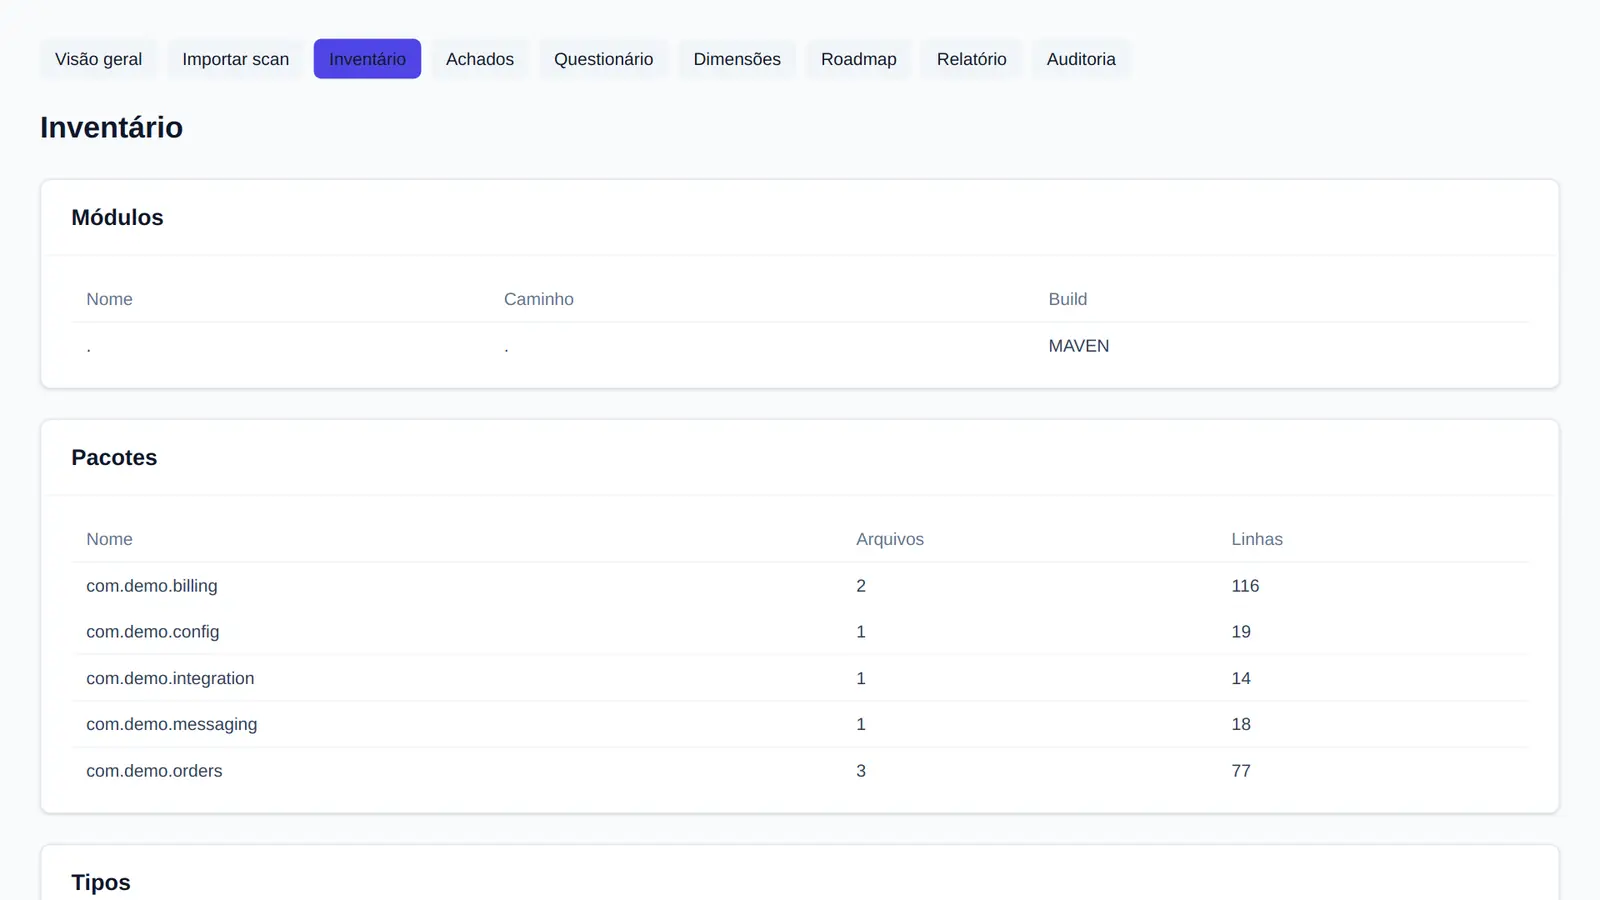 Visão geral Importar scan Inventário Achados Questionário Dimensões Roadmap Relatório Auditoria
Inventário
Módulos
Nome Caminho Build
. . MAVEN
Pacotes
Nome Arquivos Linhas
com.demo.billing 2 116
com.demo.config 1 19
com.demo.integration 1 14
com.demo.messaging 1 18
com.demo.orders 3 77
Tipos